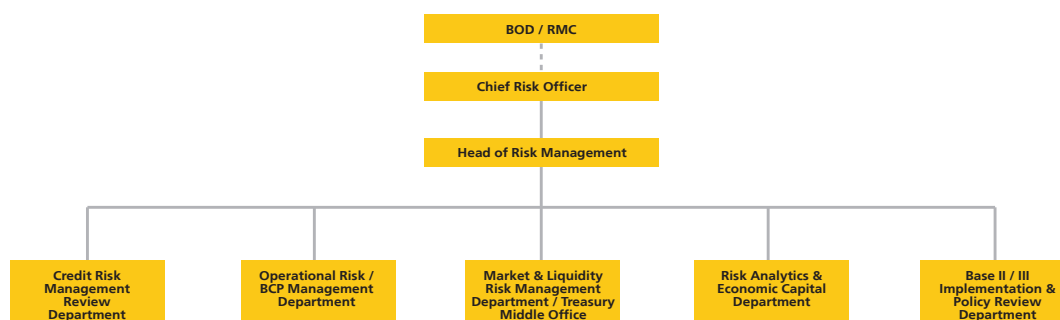 BOD / RMC
Chief Risk Officer
Head of Risk Management
Credit Risk
Management
Review
Department
Operational Risk /
BCP Management
Department
Market & Liquidity
Risk Management
Department / Treasury
Middle Office
Risk Analytics &
Economic Capital
Department
Base II / III
Implementation &
Policy Review
Department